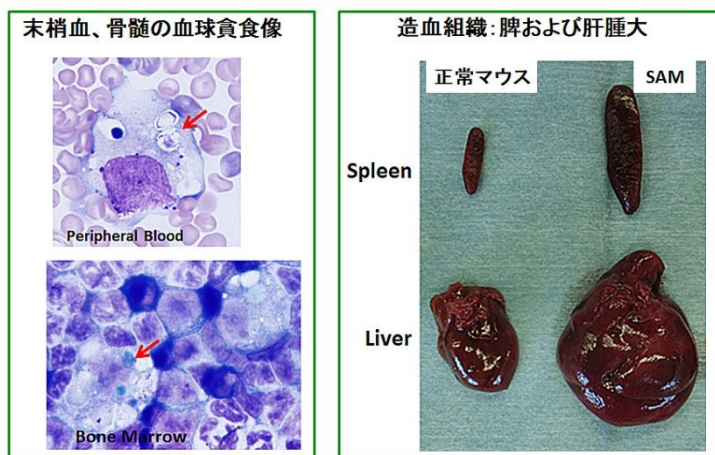 末梢血、骨髄の血球貪食像
Peripheral Blood
Bone Marrow
造血組織:脾および肝腫大
正常マウス
SAM
Spleen
Liver